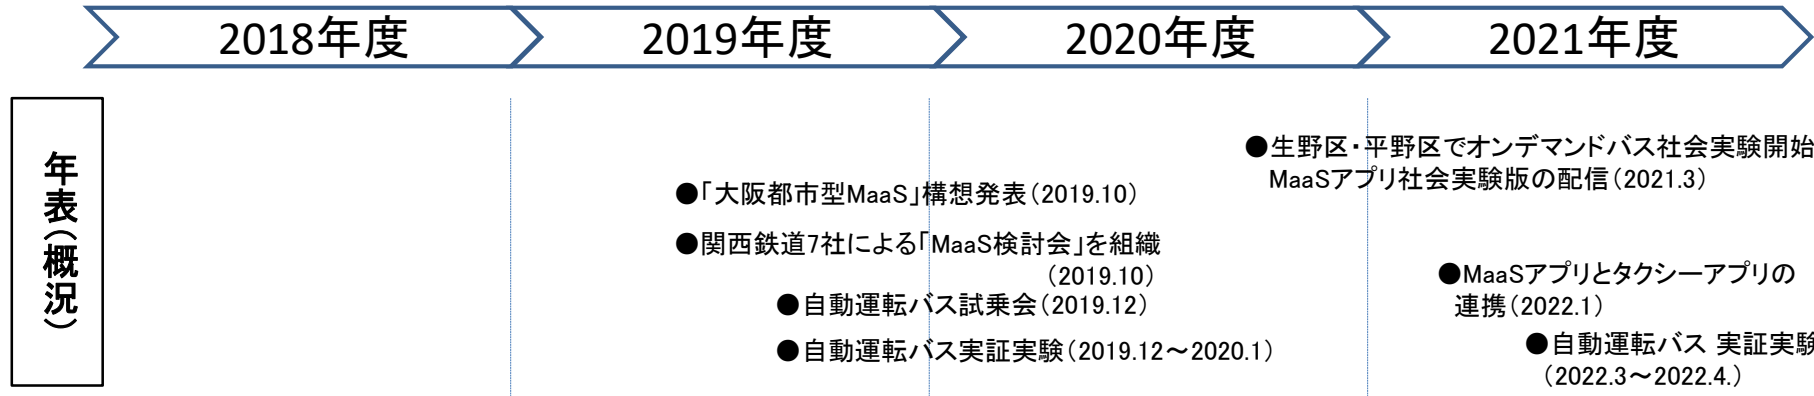 2018年度
2019年度
2020年度
2021年度
年表(概況)
●「大阪都市型MaaS」構想発表(2019.10)
●関西鉄道7社による「MaaS検討会」を組織
(2019.10)
●自動運転バス試乗会(2019.12)
●自動運転バス実証実験(2019.12～2020.1)
●生野区・平野区でオンデマンドバス社会実験開始
MaaSアプリ社会実験版の配信(2021.3)
●MaaSアプリとタクシーアプリの
連携(2022.1)
●自動運転バス 実証実験
(2022.3～2022.4.)